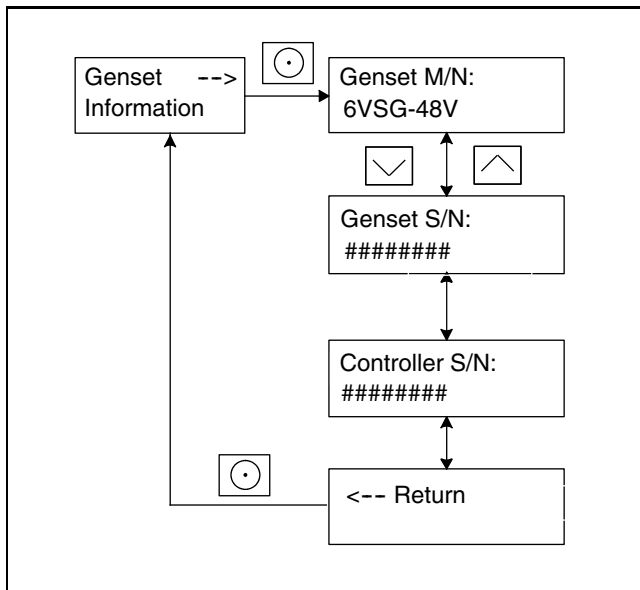 Genset -->
Information
Genset M/N:
6VSG-48V
Genset S/N:
########
Controller S/N:
########
<-- Return